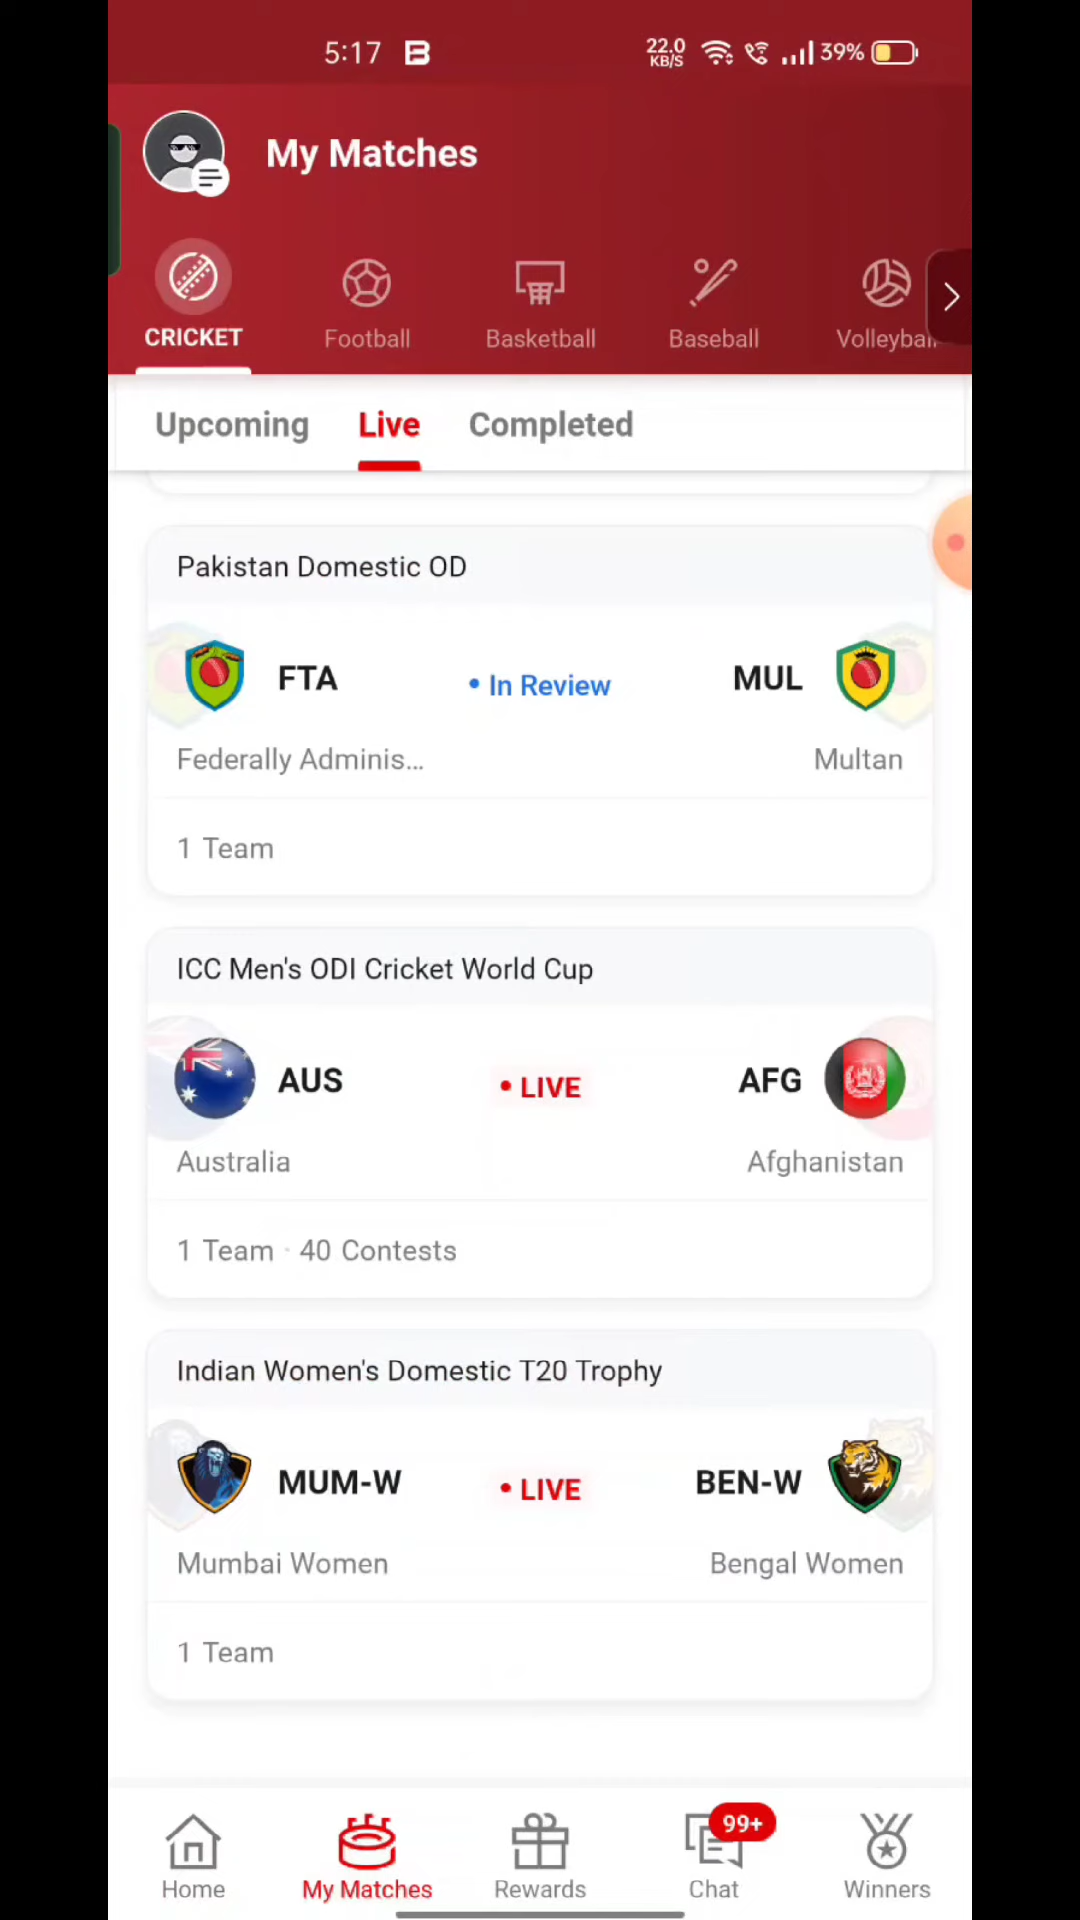 5:17
22.0 KB/S
39%
My Matches
CRICKET Football Basketball Baseball Volleyball
Upcoming Live Completed
Pakistan Domestic OD
FTA • In Review MUL
Federally Adminis... Multan
1 Team
ICC Men's ODI Cricket World Cup
AUS • LIVE AFG
Australia Afghanistan
1 Team · 40 Contests
Indian Women's Domestic T20 Trophy
MUM-W • LIVE BEN-W
Mumbai Women Bengal Women
1 Team
99+
Home My Matches Rewards Chat Winners